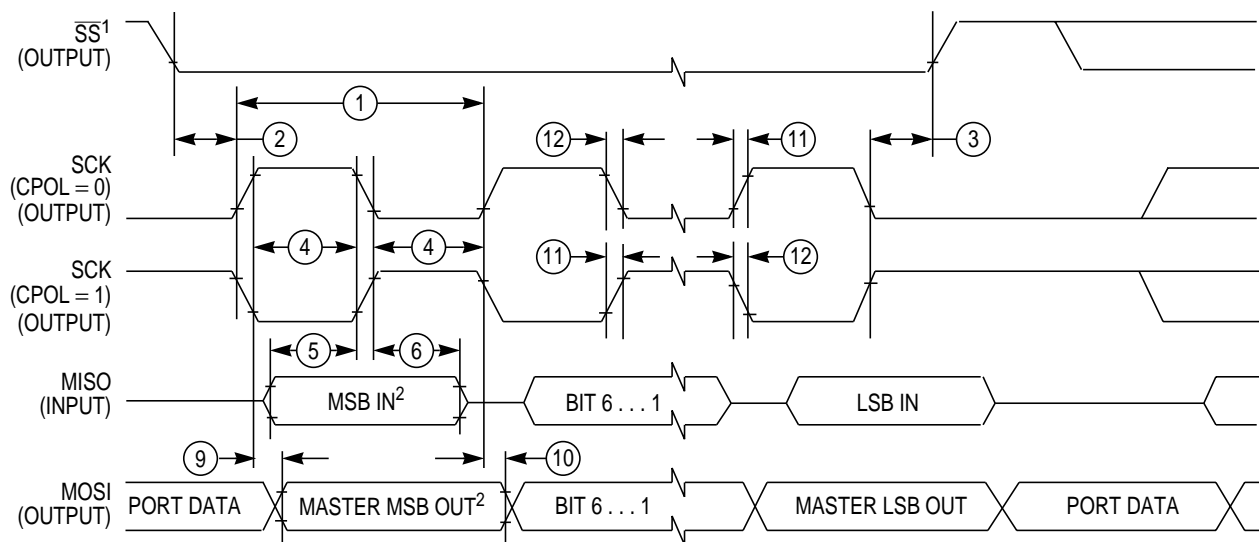 SS¹
(OUTPUT)
1
2
12
11
3
SCK
(CPOL = 0)
(OUTPUT)
4
4
11
12
SCK
(CPOL = 1)
(OUTPUT)
5
6
MISO
(INPUT)
MSB IN²
BIT 6 . . . 1
LSB IN
9
10
MOSI
(OUTPUT)
PORT DATA
MASTER MSB OUT²
BIT 6 . . . 1
MASTER LSB OUT
PORT DATA